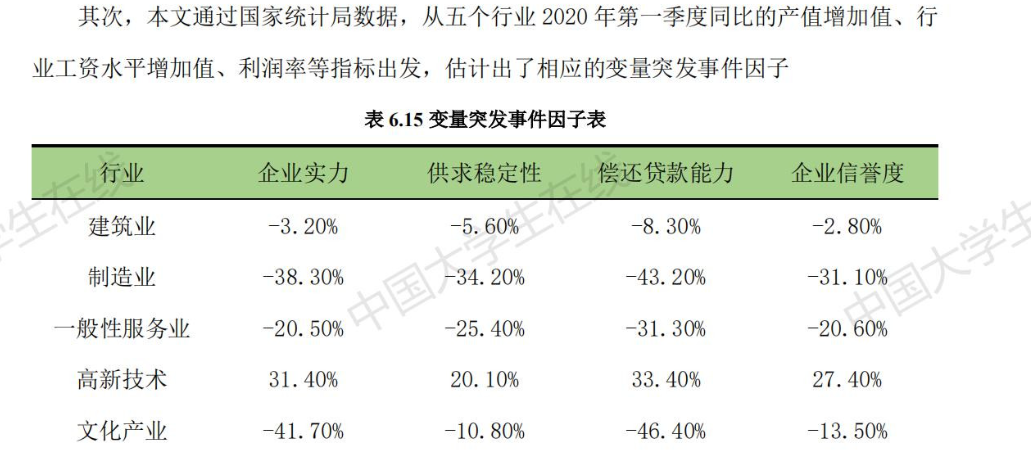 其次，本文通过国家统计局数据，从五个行业 2020 年第一季度同比的产值增加值、行
业工资水平增加值、利润率等指标出发，估计出了相应的变量突发事件因子
表 6.15 变量突发事件因子表
行业 企业实力 供求稳定性 偿还贷款能力 企业信誉度
建筑业 -3.20% -5.60% -8.30% -2.80%
制造业 -38.30% -34.20% -43.20% -31.10%
一般性服务业 -20.50% -25.40% -31.30% -20.60%
高新技术 31.40% 20.10% 33.40% 27.40%
文化产业 -41.70% -10.80% -46.40% -13.50%
学生在线
中国大学生在线
中国大学生